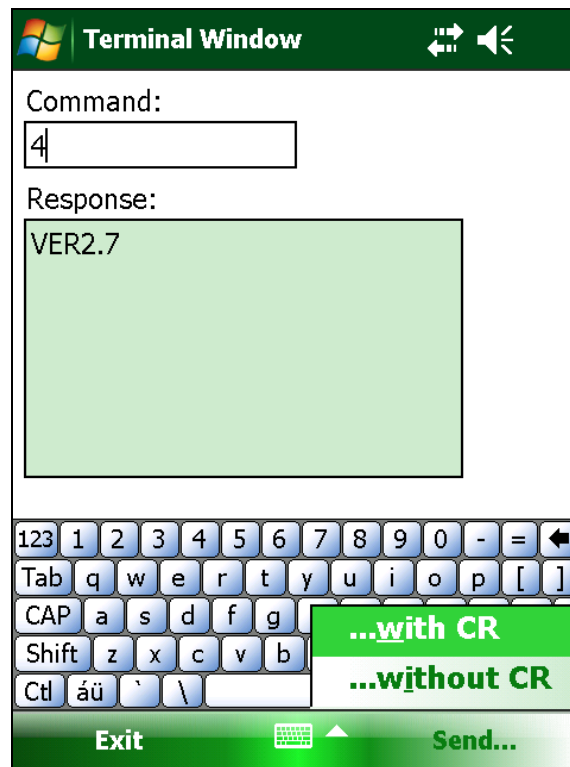 Terminal Window
Command:
4
Response:
VER2.7
123 1 2 3 4 5 6 7 8 9 0 - =
Tab q w e r t y u i o p [ ]
CAP a s d f g
Shift z x c v b
Ctl áü ` \
...with CR
...without CR
Exit Send...